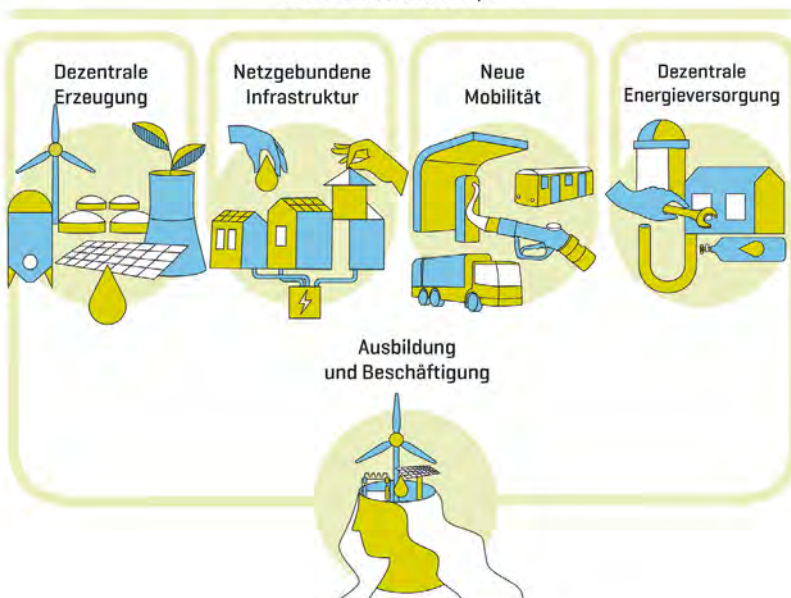 Dezentrale
Erzeugung
Netzgebundene
Infrastruktur
Neue
Mobilität
Dezentrale
Energieversorgung
Ausbildung
und Beschäftigung